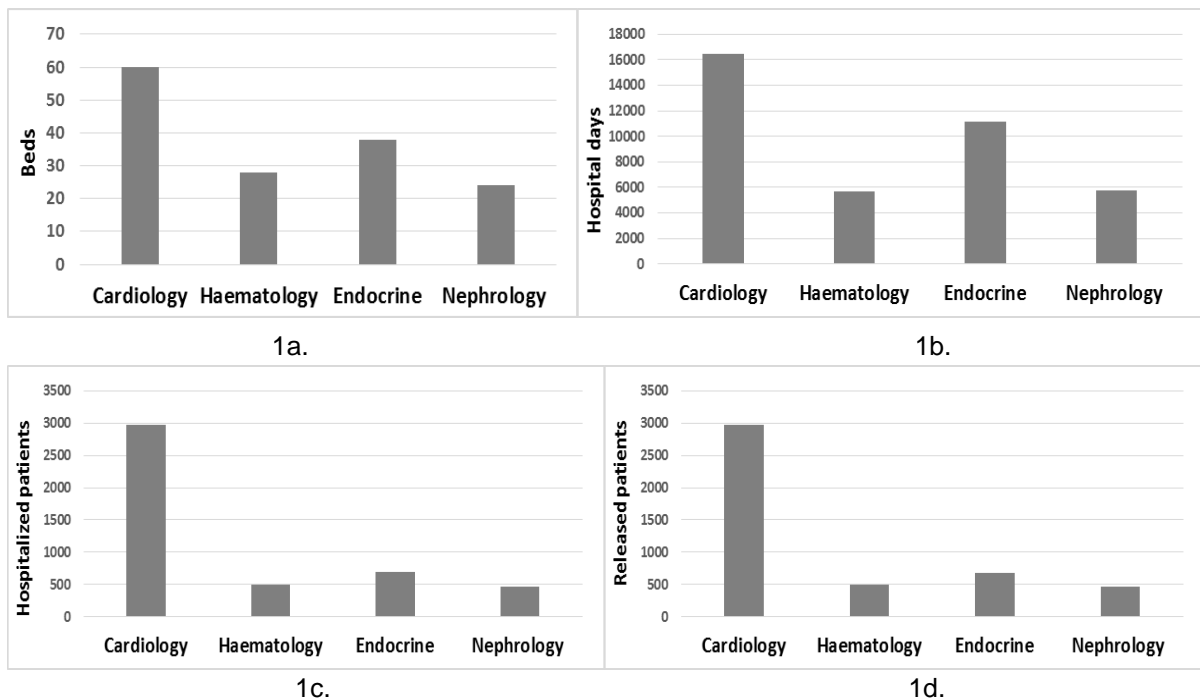 70
60
50
40
30
20
10
0
Beds
Cardiology Haematology Endocrine Nephrology
1a.
18000
16000
14000
12000
10000
8000
6000
4000
2000
0
Hospital days
Cardiology Haematology Endocrine Nephrology
1b.
3500
3000
2500
2000
1500
1000
500
0
Hospitalized patients
Cardiology Haematology Endocrine Nephrology
1c.
3500
3000
2500
2000
1500
1000
500
0
Released patients
Cardiology Haematology Endocrine Nephrology
1d.